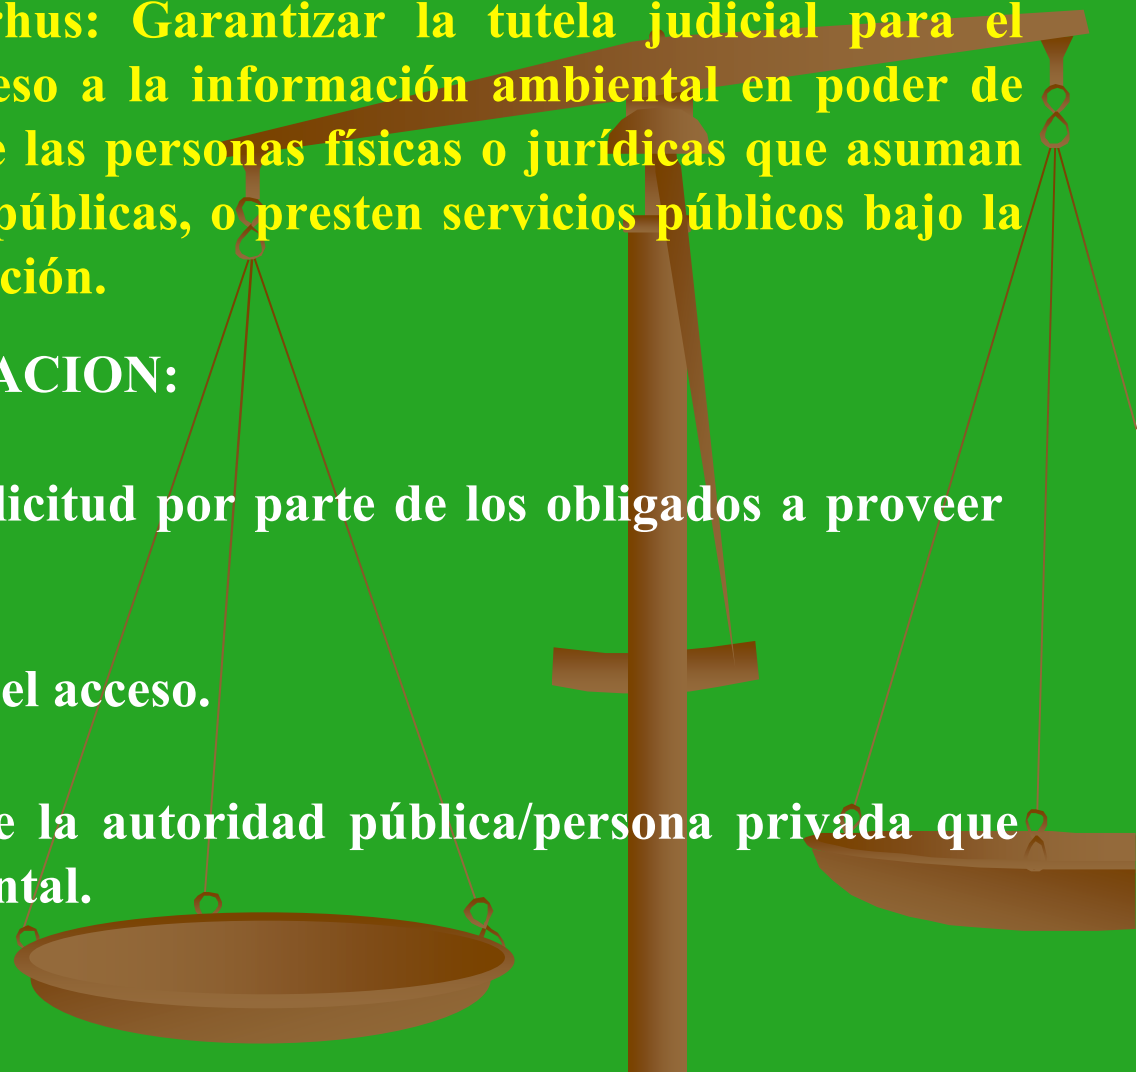 rhus: Garantizar la tutela judicial para el
eso a la información ambiental en poder de
e las personas físicas o jurídicas que asuman
públicas, o presten servicios públicos bajo la
ción.
ACION:
licitud por parte de los obligados a proveer
el acceso.
e la autoridad pública/persona privada que
ntal.